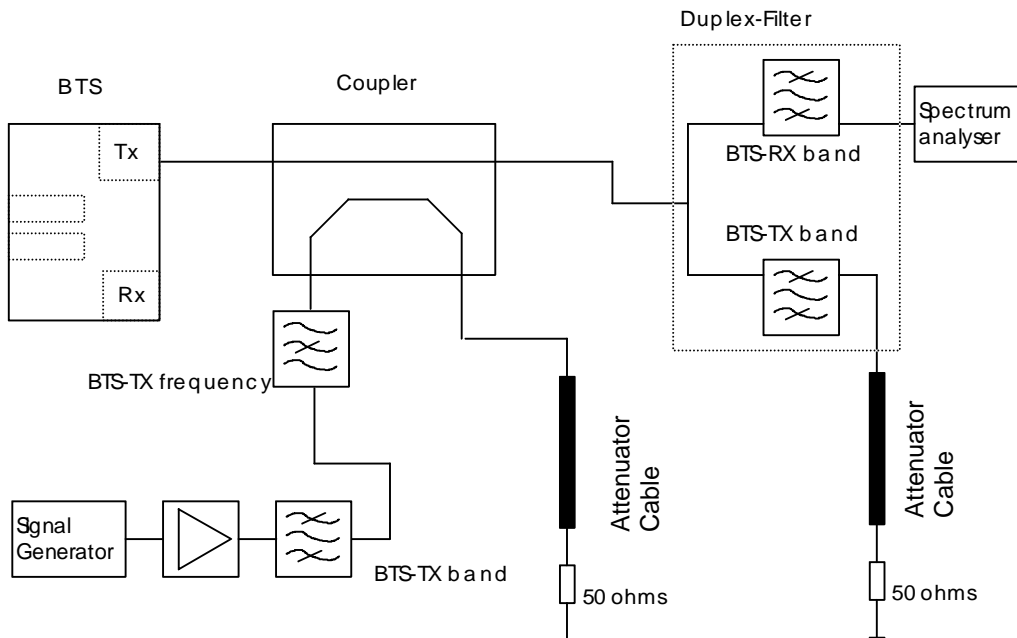 Duplex-Filter
BTS
Coupler
Tx
Spectrum
analyser
BTS-RX band
BTS-TX band
Rx
BTS-TX frequency
Attenuator
Cable
Attenuator
Cable
Signal
Generator
BTS-TX band
50 ohms
50 ohms